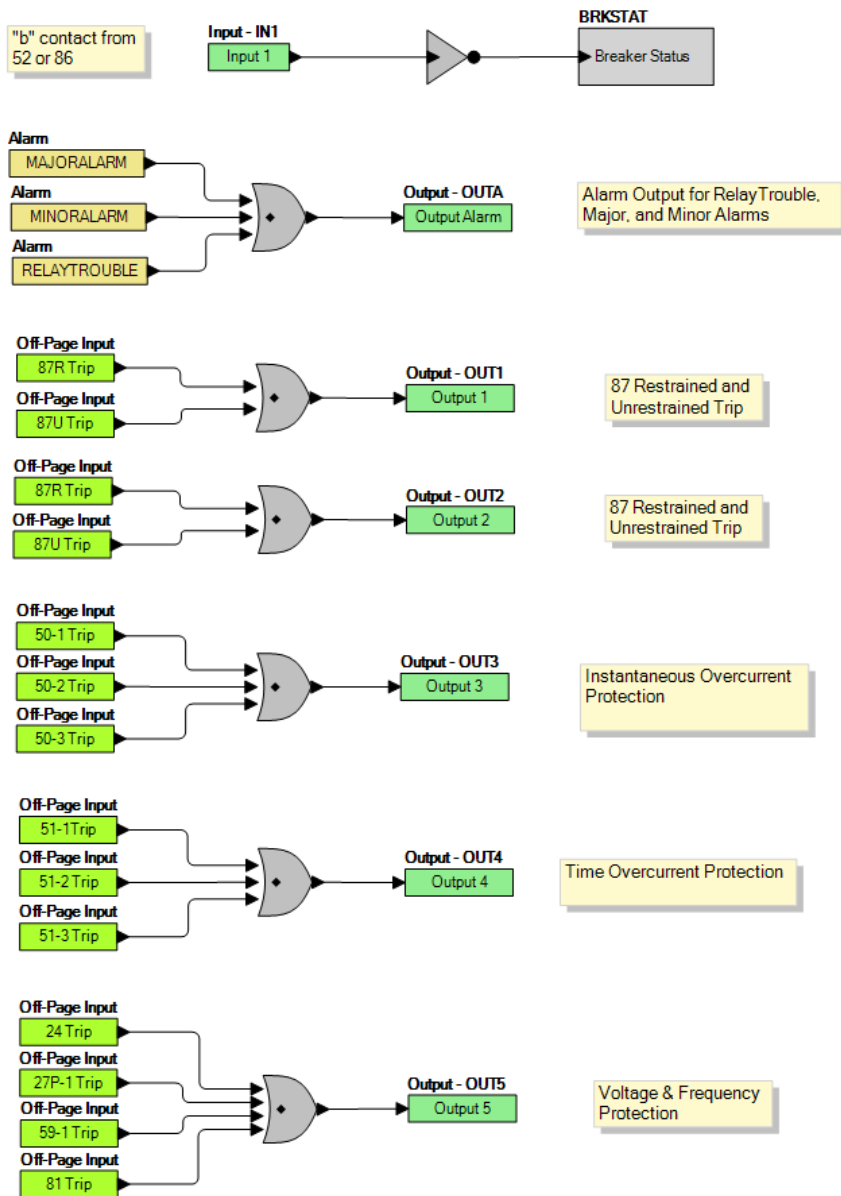 "b" contact from
52 or 86
Input - IN1
Input 1
BRKSTAT
Breaker Status
Alarm
MAJORALARM
Alarm
MINORALARM
Alarm
RELAYTROUBLE
Output - OUTA
Output Alarm
Alarm Output for RelayTrouble,
Major, and Minor Alarms
Off-Page Input
87R Trip
Off-Page Input
87U Trip
Output - OUT1
Output 1
87 Restrained and
Unrestrained Trip
Off-Page Input
87R Trip
Off-Page Input
87U Trip
Output - OUT2
Output 2
87 Restrained and
Unrestrained Trip
Off-Page Input
50-1 Trip
Off-Page Input
50-2 Trip
Off-Page Input
50-3 Trip
Output - OUT3
Output 3
Instantaneous Overcurrent
Protection
Off-Page Input
51-1Trip
Off-Page Input
51-2 Trip
Off-Page Input
51-3 Trip
Output - OUT4
Output 4
Time Overcurrent Protection
Off-Page Input
24 Trip
Off-Page Input
27P-1 Trip
Off-Page Input
59-1 Trip
Off-Page Input
81 Trip
Output - OUT5
Output 5
Voltage & Frequency
Protection